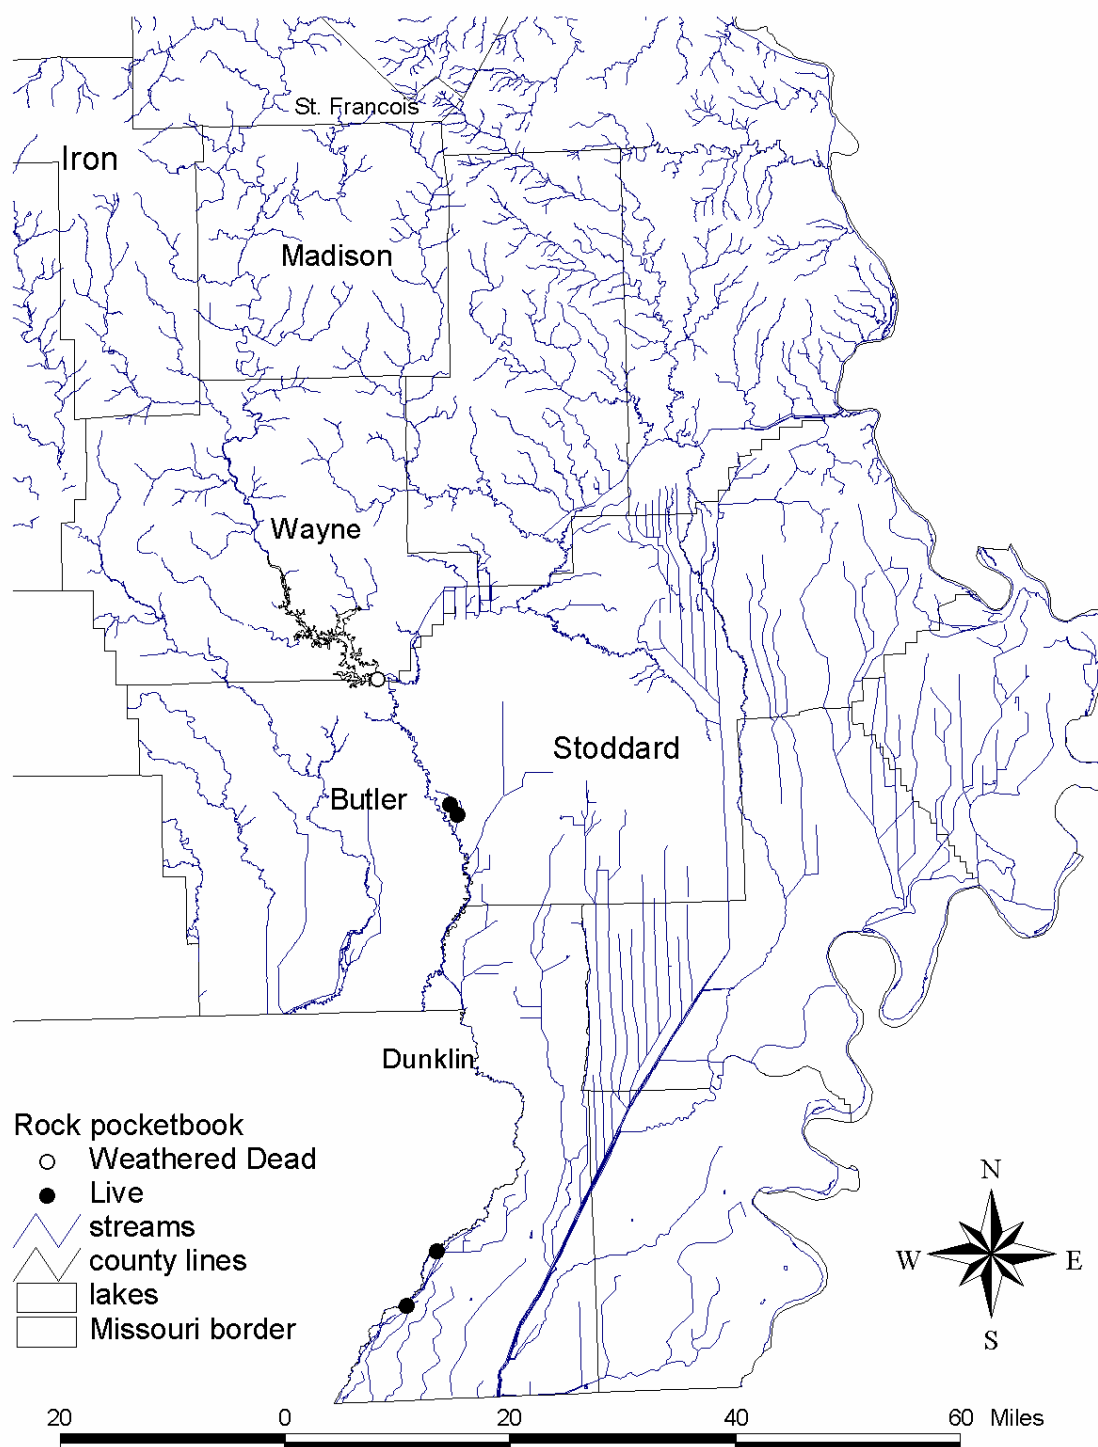 St. Francois
Iron
Madison
Wayne
Stoddard
Butler
Dunklin
Rock pocketbook
Weathered Dead
Live
streams
county lines
lakes
Missouri border
N
W E
S
20 0 20 40 60 Miles